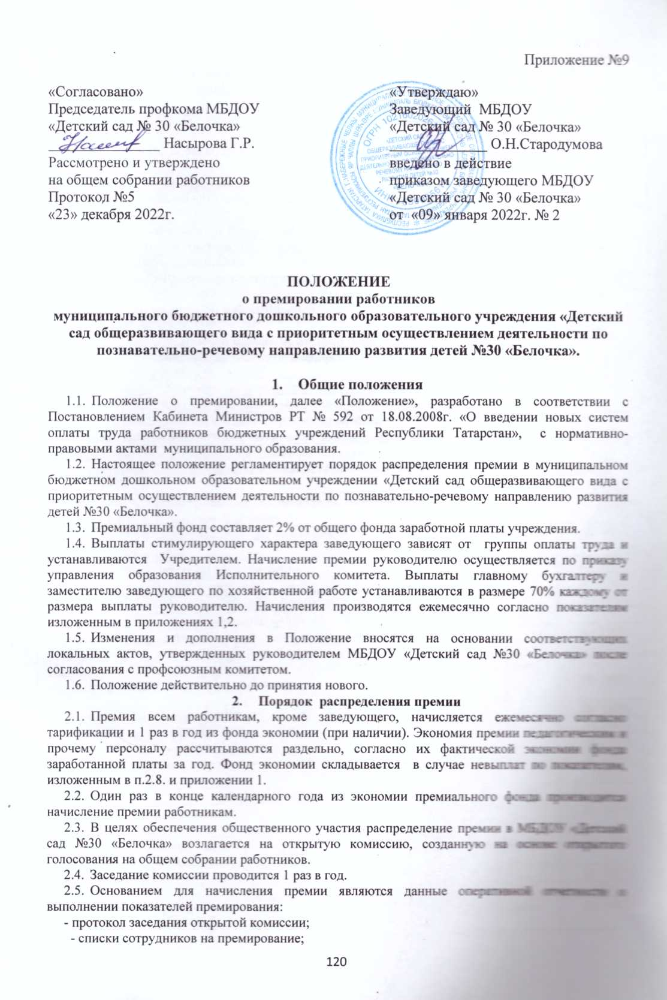 Приложение №9
«Согласовано»
Председатель профкома МБДОУ
«Детский сад № 30 «Белочка»
Насырова Г.Р.
Рассмотрено и утверждено
на общем собрании работников
Протокол №5
«23» декабря 2022г.
«Утверждаю»
Заведующий МБДОУ
«Детский сад № 30 «Белочка»
О.Н.Стародумова
введено в действие
приказом заведующего МБДОУ
«Детский сад № 30 «Белочка»
от «09» января 2022г. № 2
ПОЛОЖЕНИЕ
о премировании работников
муниципального бюджетного дошкольного образовательного учреждения «Детский
сад общеразвивающего вида с приоритетным осуществлением деятельности по
познавательно-речевому направлению развития детей №30 «Белочка».
1. Общие положения
1.1. Положение о премировании, далее «Положение», разработано в соответствии с
Постановлением Кабинета Министров РТ № 592 от 18.08.2008г. «О введении новых систем
оплаты труда работников бюджетных учреждений Республики Татарстан», с нормативно-
правовыми актами муниципального образования.
1.2. Настоящее положение регламентирует порядок распределения премии в муниципальном
бюджетном дошкольном образовательном учреждении «Детский сад общеразвивающего вида с
приоритетным осуществлением деятельности по познавательно-речевому направлению развития
детей №30 «Белочка».
1.3. Премиальный фонд составляет 2% от общего фонда заработной платы учреждения.
1.4. Выплаты стимулирующего характера заведующего зависят от группы оплаты труда и
устанавливаются Учредителем. Начисление премии руководителю осуществляется по приказу
управления образования Исполнительного комитета. Выплаты главному бухгалтеру и
заместителю заведующего по хозяйственной работе устанавливаются в размере 70% каждому от
размера выплаты руководителю. Начисления производятся ежемесячно согласно показателям
изложенным в приложениях 1,2.
1.5. Изменения и дополнения в Положение вносятся на основании соответствующих
локальных актов, утвержденных руководителем МБДОУ «Детский сад №30 «Белочка» после
согласования с профсоюзным комитетом.
1.6. Положение действительно до принятия нового.
2. Порядок распределения премии
2.1. Премия всем работникам, кроме заведующего, начисляется ежемесячно согласно
тарификации и 1 раз в год из фонда экономии (при наличии). Экономия премии педагогическим и
прочему персоналу рассчитываются раздельно, согласно их фактической экономии фонда
заработанной платы за год. Фонд экономии складывается в случае невыплат по показателям,
изложенным в п.2.8. и приложении 1.
2.2. Один раз в конце календарного года из экономии премиального фонда производится
начисление премии работникам.
2.3. В целях обеспечения общественного участия распределение премии в МБДОУ «Детский
сад №30 «Белочка» возлагается на открытую комиссию, созданную на основе открытого
голосования на общем собрании работников.
2.4. Заседание комиссии проводится 1 раз в год.
2.5. Основанием для начисления премии являются данные оперативной отчетности о
выполнении показателей премирования:
- протокол заседания открытой комиссии;
- списки сотрудников на премирование;
120